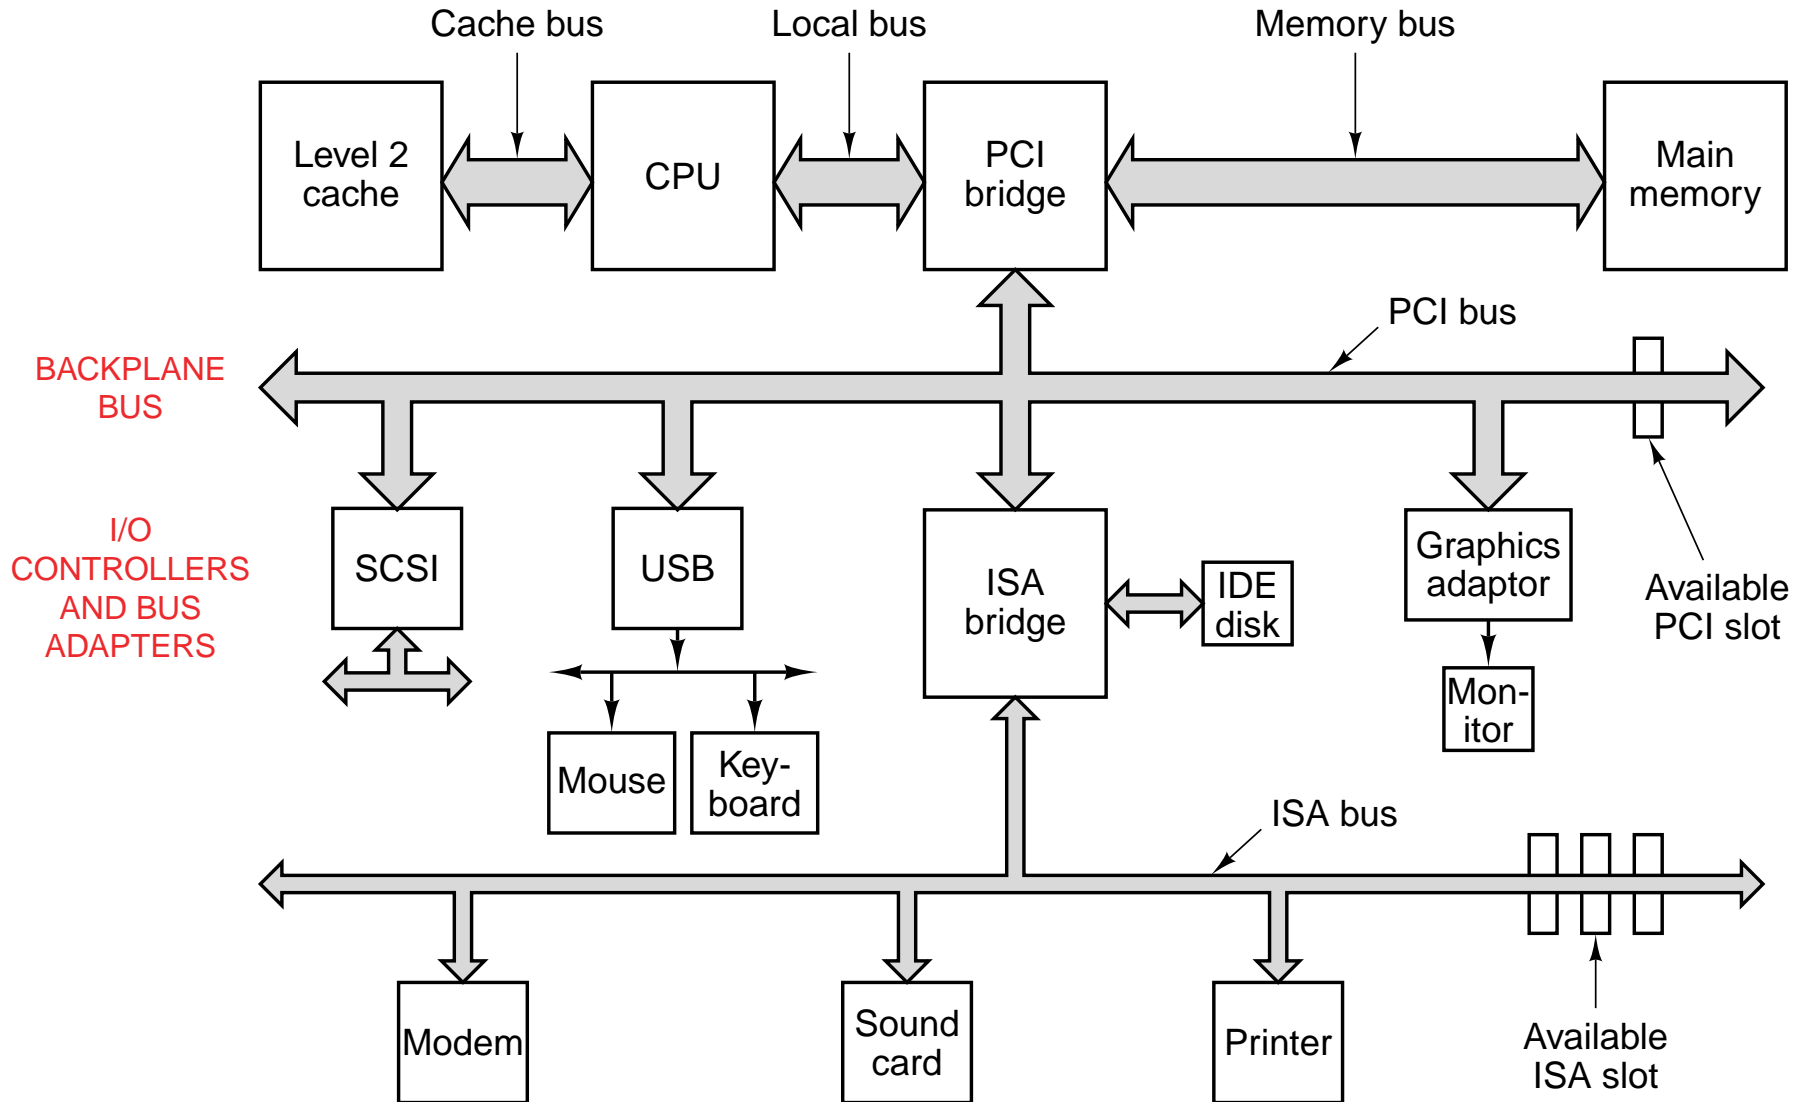 Cache bus
Local bus
Memory bus
Level 2
cache
CPU
PCI
bridge
Main
memory
PCI bus
BACKPLANE
BUS
I/O
CONTROLLERS
AND BUS
ADAPTERS
SCSI
USB
ISA
bridge
IDE
disk
Graphics
adaptor
Available
PCI slot
Mon-
itor
Mouse
Key-
board
ISA bus
Modem
Sound
card
Printer
Available
ISA slot